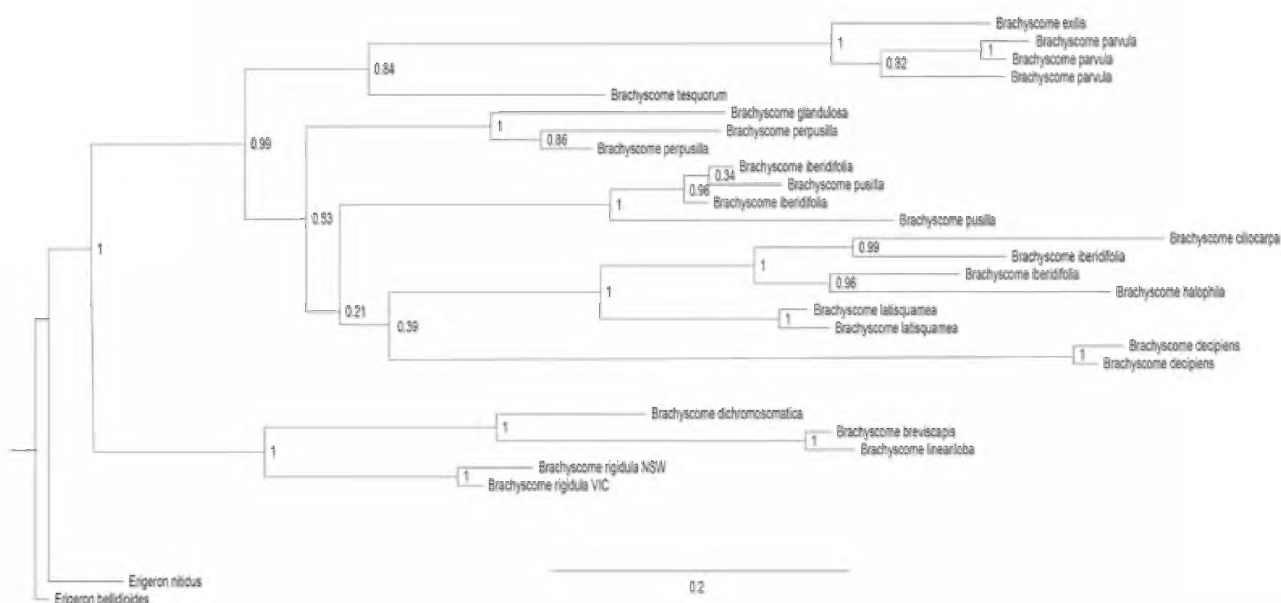 Brachyscome exilis
1
Brachyscome parvula
1
Brachyscome parvula
0.82
0.84
Brachyscome parvula
Brachyscome tesquorum
Brachyscome glandulosa
1
Brachyscome perpusilla
0.86
0.99
Brachyscome perpusilla
Brachyscome iberidifolia
0.34
Brachyscome pusilla
0.96
Brachyscome iberidifolia
1
0.53
Brachyscome pusilla
Brachyscome ciliocarpa
0.99
1
Brachyscome iberidifolia
1
Brachyscome iberidifolia
0.96
1
Brachyscome halophila
0.21
Brachyscome latisquamea
1
0.39
Brachyscome latisquamea
Brachyscome decipiens
1
Brachyscome decipiens
Brachyscome dichromosomatica
1
Brachyscome breviscapis
1
Brachyscome lineariloba
1
Brachyscome rigidula NSW
1
Brachyscome rigidula VIC
Erigeron nitidus
0.2
Erigeron bellidioides